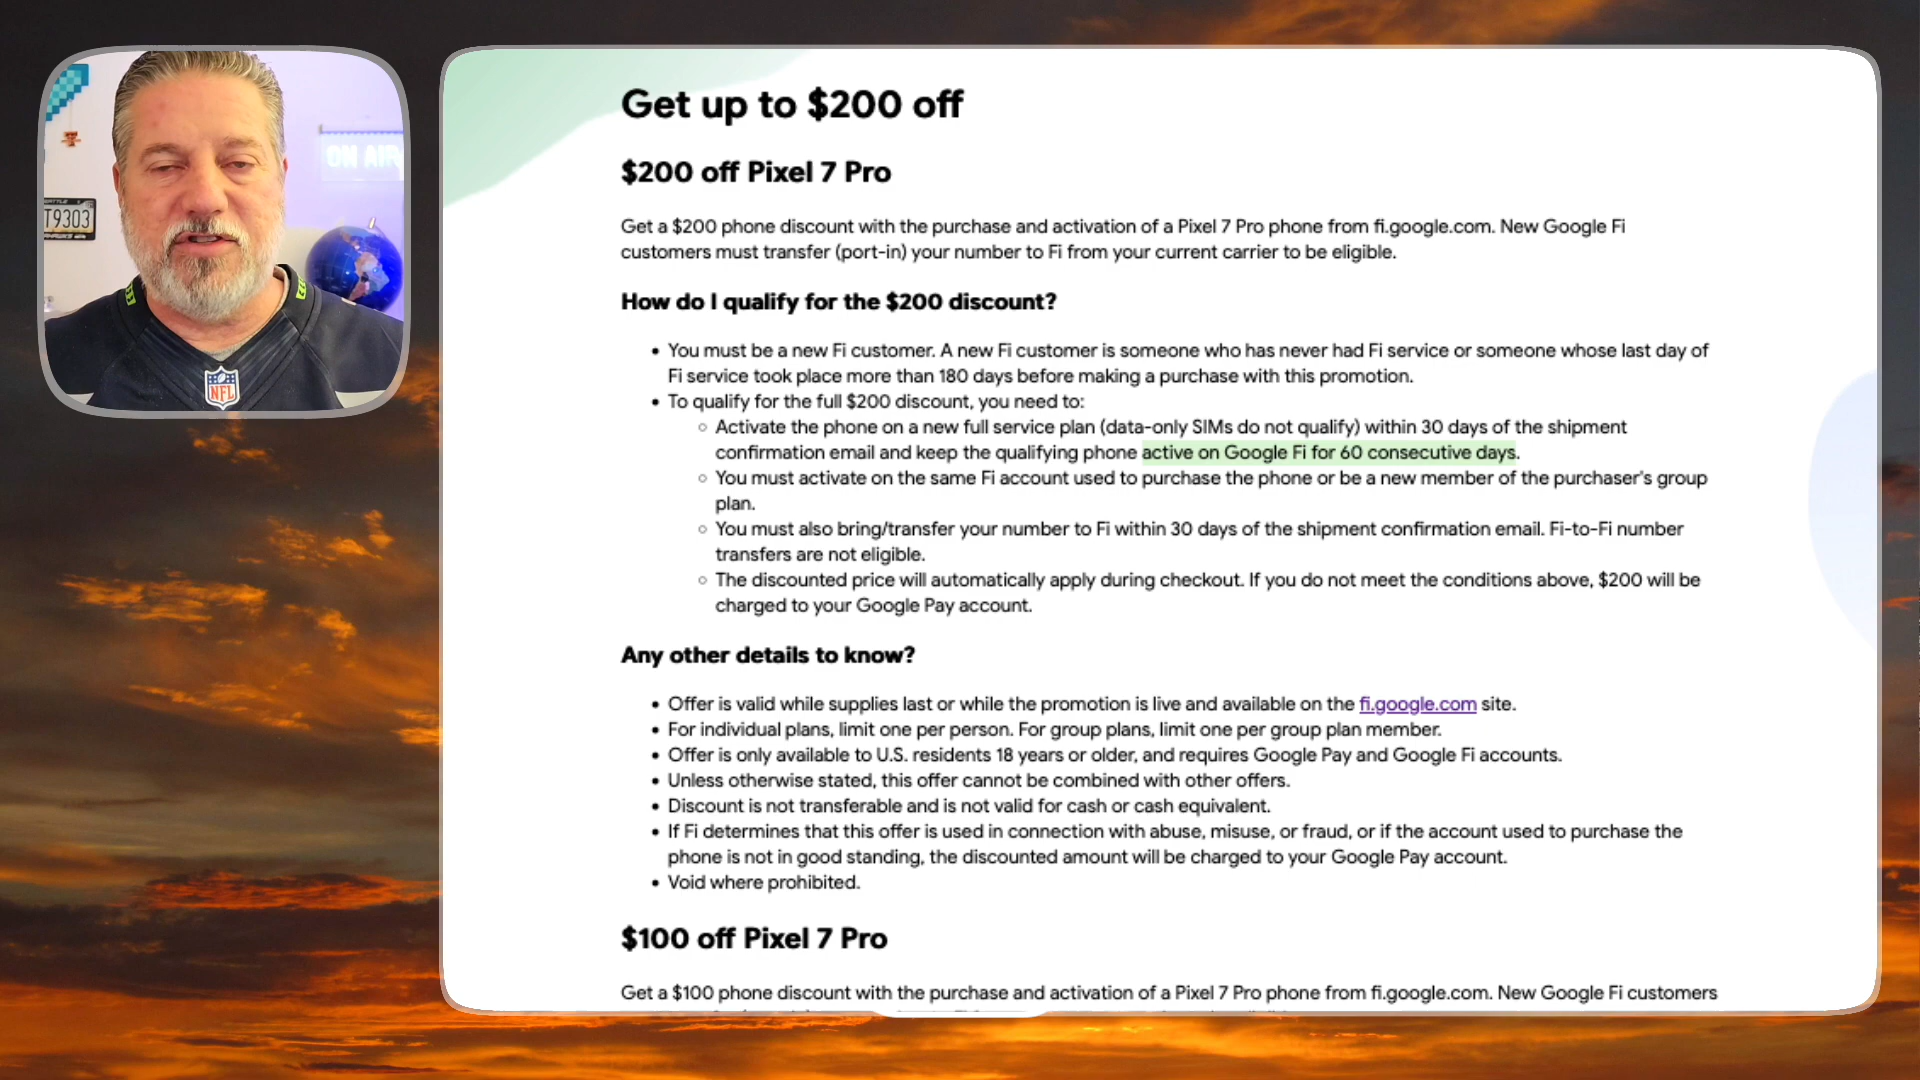 ON AIR
T9303
NFL
Get up to $200 off
$200 off Pixel 7 Pro
Get a $200 phone discount with the purchase and activation of a Pixel 7 Pro phone from fi.google.com. New Google Fi
customers must transfer (port-in) your number to Fi from your current carrier to be eligible.
How do I qualify for the $200 discount?
• You must be a new Fi customer. A new Fi customer is someone who has never had Fi service or someone whose last day of
Fi service took place more than 180 days before making a purchase with this promotion.
• To qualify for the full $200 discount, you need to:
○ Activate the phone on a new full service plan (data-only SIMs do not qualify) within 30 days of the shipment
confirmation email and keep the qualifying phone active on Google Fi for 60 consecutive days.
○ You must activate on the same Fi account used to purchase the phone or be a new member of the purchaser's group
plan.
○ You must also bring/transfer your number to Fi within 30 days of the shipment confirmation email. Fi-to-Fi number
transfers are not eligible.
○ The discounted price will automatically apply during checkout. If you do not meet the conditions above, $200 will be
charged to your Google Pay account.
Any other details to know?
• Offer is valid while supplies last or while the promotion is live and available on the fi.google.com site.
• For individual plans, limit one per person. For group plans, limit one per group plan member.
• Offer is only available to U.S. residents 18 years or older, and requires Google Pay and Google Fi accounts.
• Unless otherwise stated, this offer cannot be combined with other offers.
• Discount is not transferable and is not valid for cash or cash equivalent.
• If Fi determines that this offer is used in connection with abuse, misuse, or fraud, or if the account used to purchase the
phone is not in good standing, the discounted amount will be charged to your Google Pay account.
• Void where prohibited.
$100 off Pixel 7 Pro
Get a $100 phone discount with the purchase and activation of a Pixel 7 Pro phone from fi.google.com. New Google Fi customers